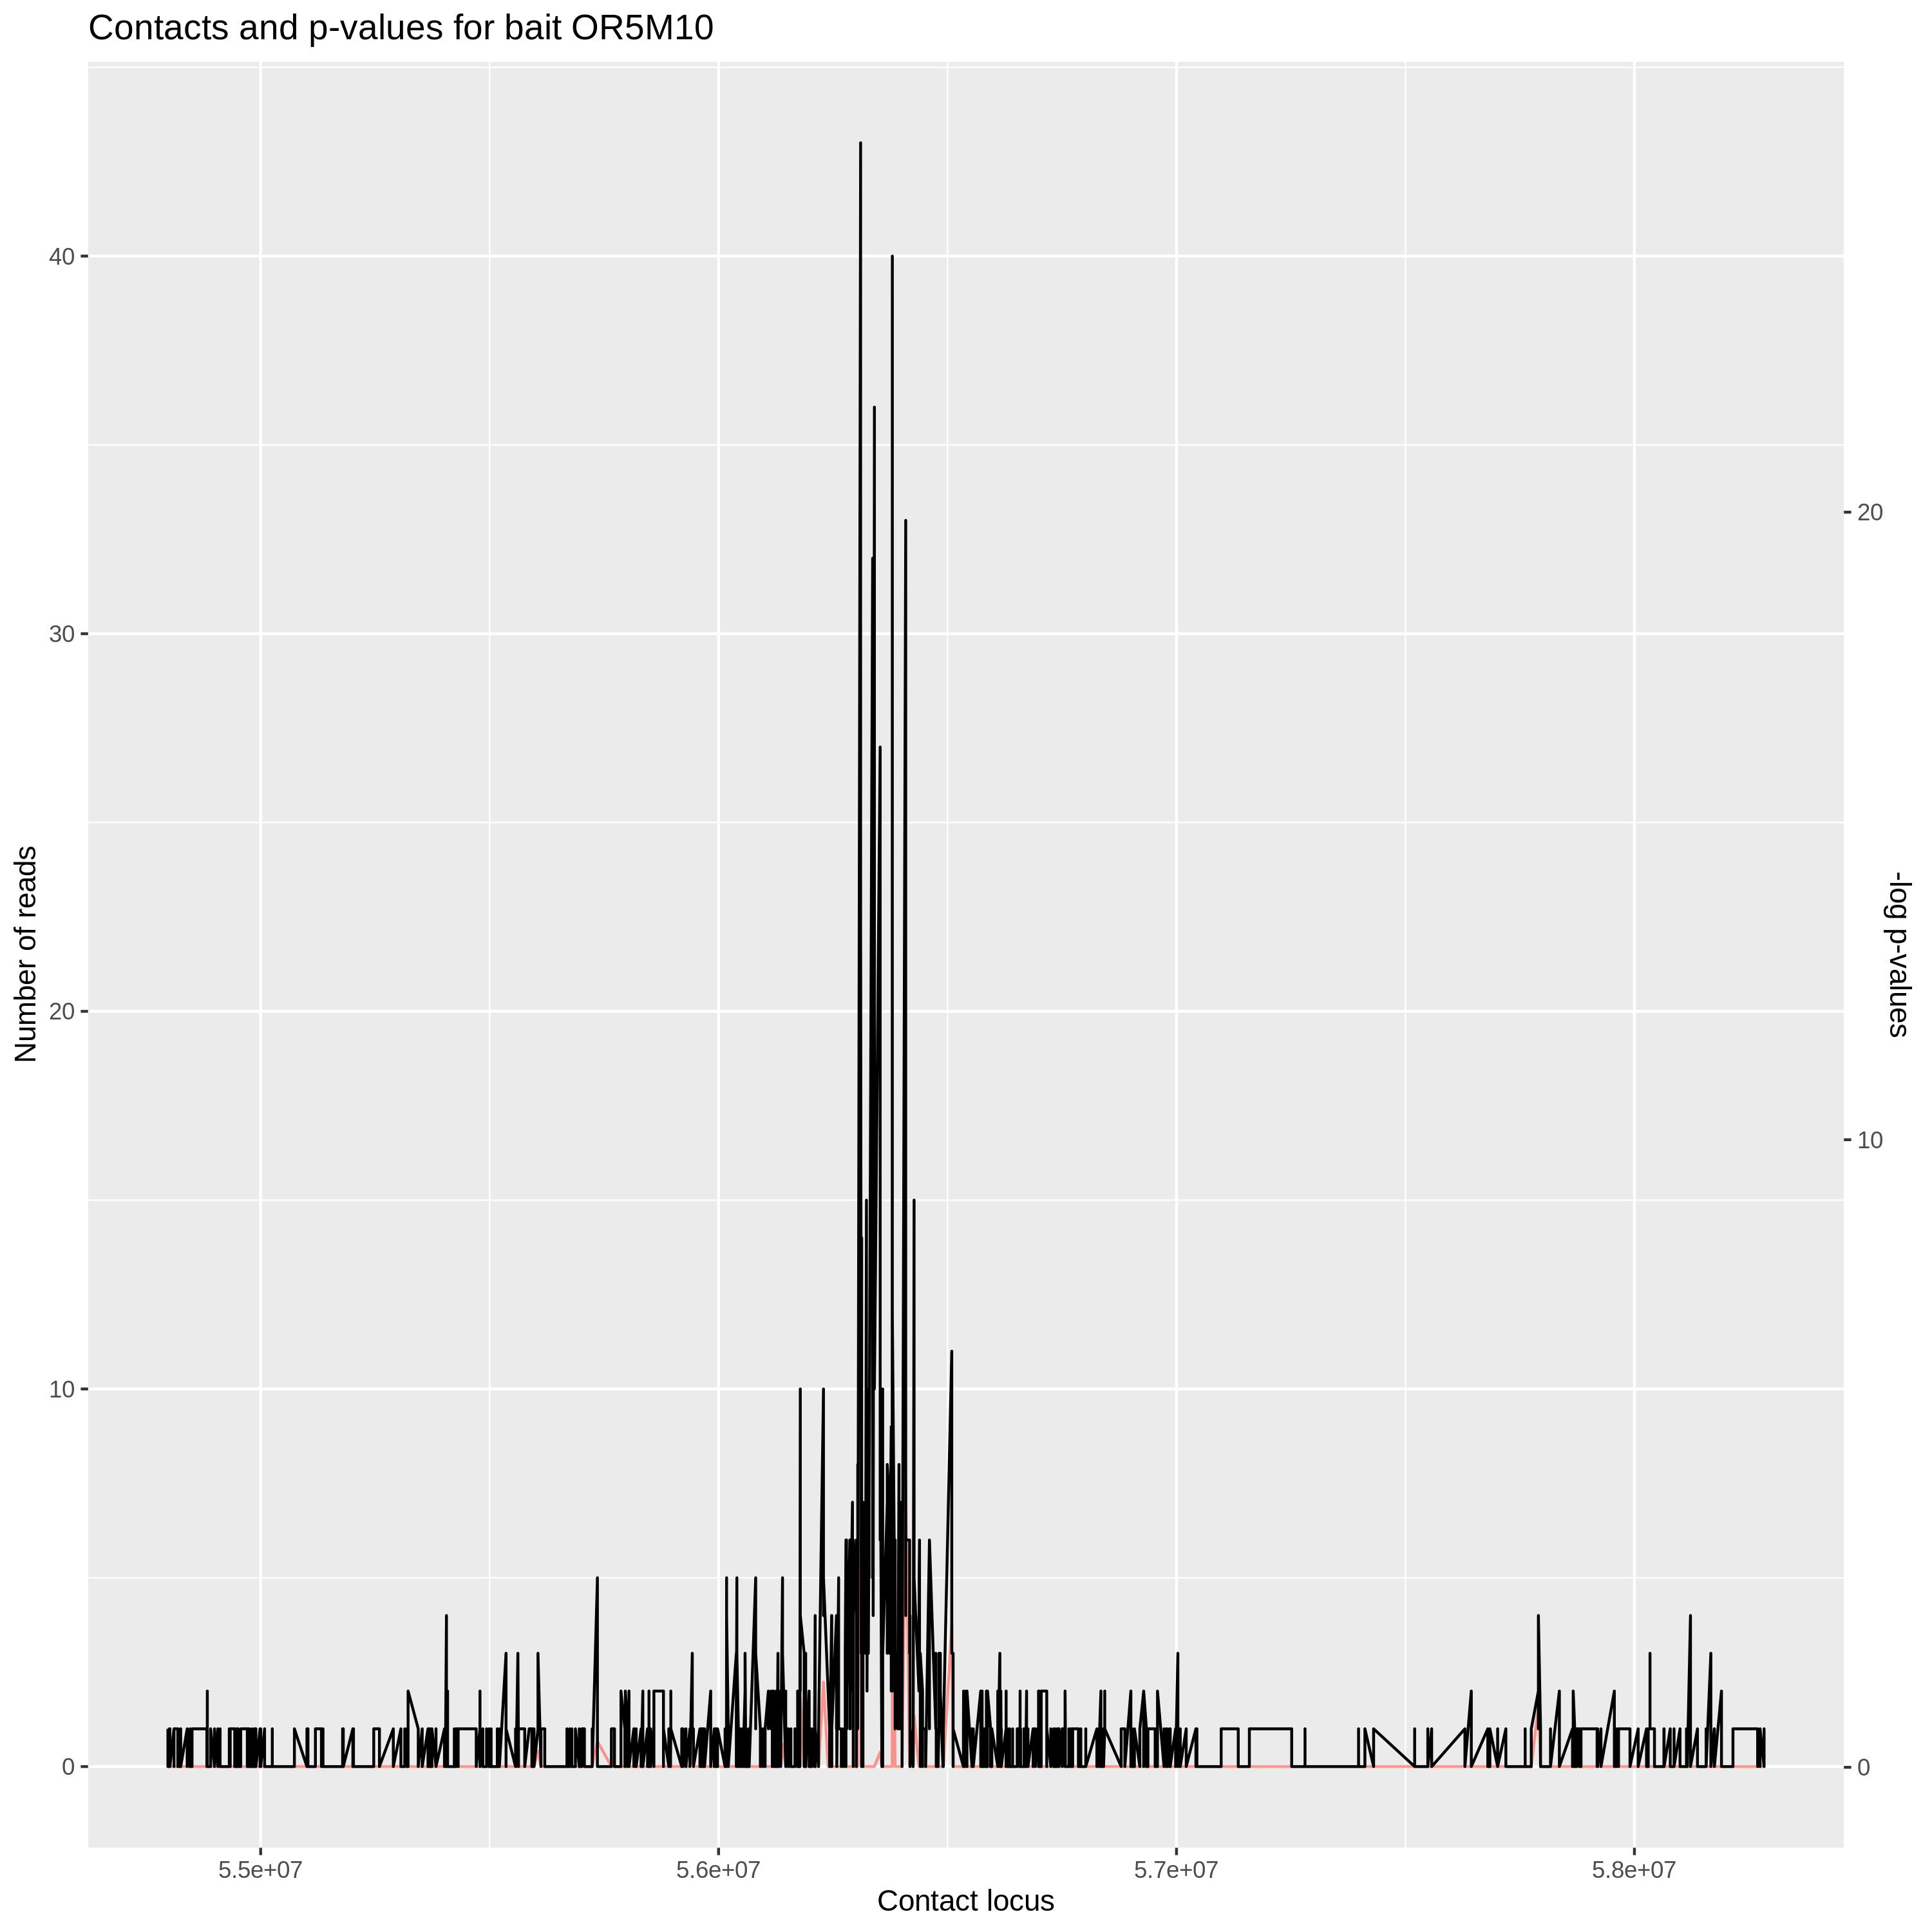 Contacts and p-values for bait OR5M10
40
30
20
10
0
Number of reads
20
10
0
-log p-values
5.5e+07 5.6e+07 5.7e+07 5.8e+07
Contact locus